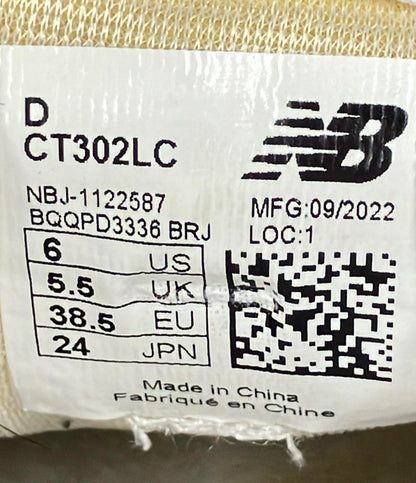 D
CT302LC
NB
NBJ-1122587
BQQPD3336 BRJ
MFG:09/2022
LOC:1
6 US
5.5 UK
38.5 EU
24 JPN
Made in China
Fabriqué en Chine